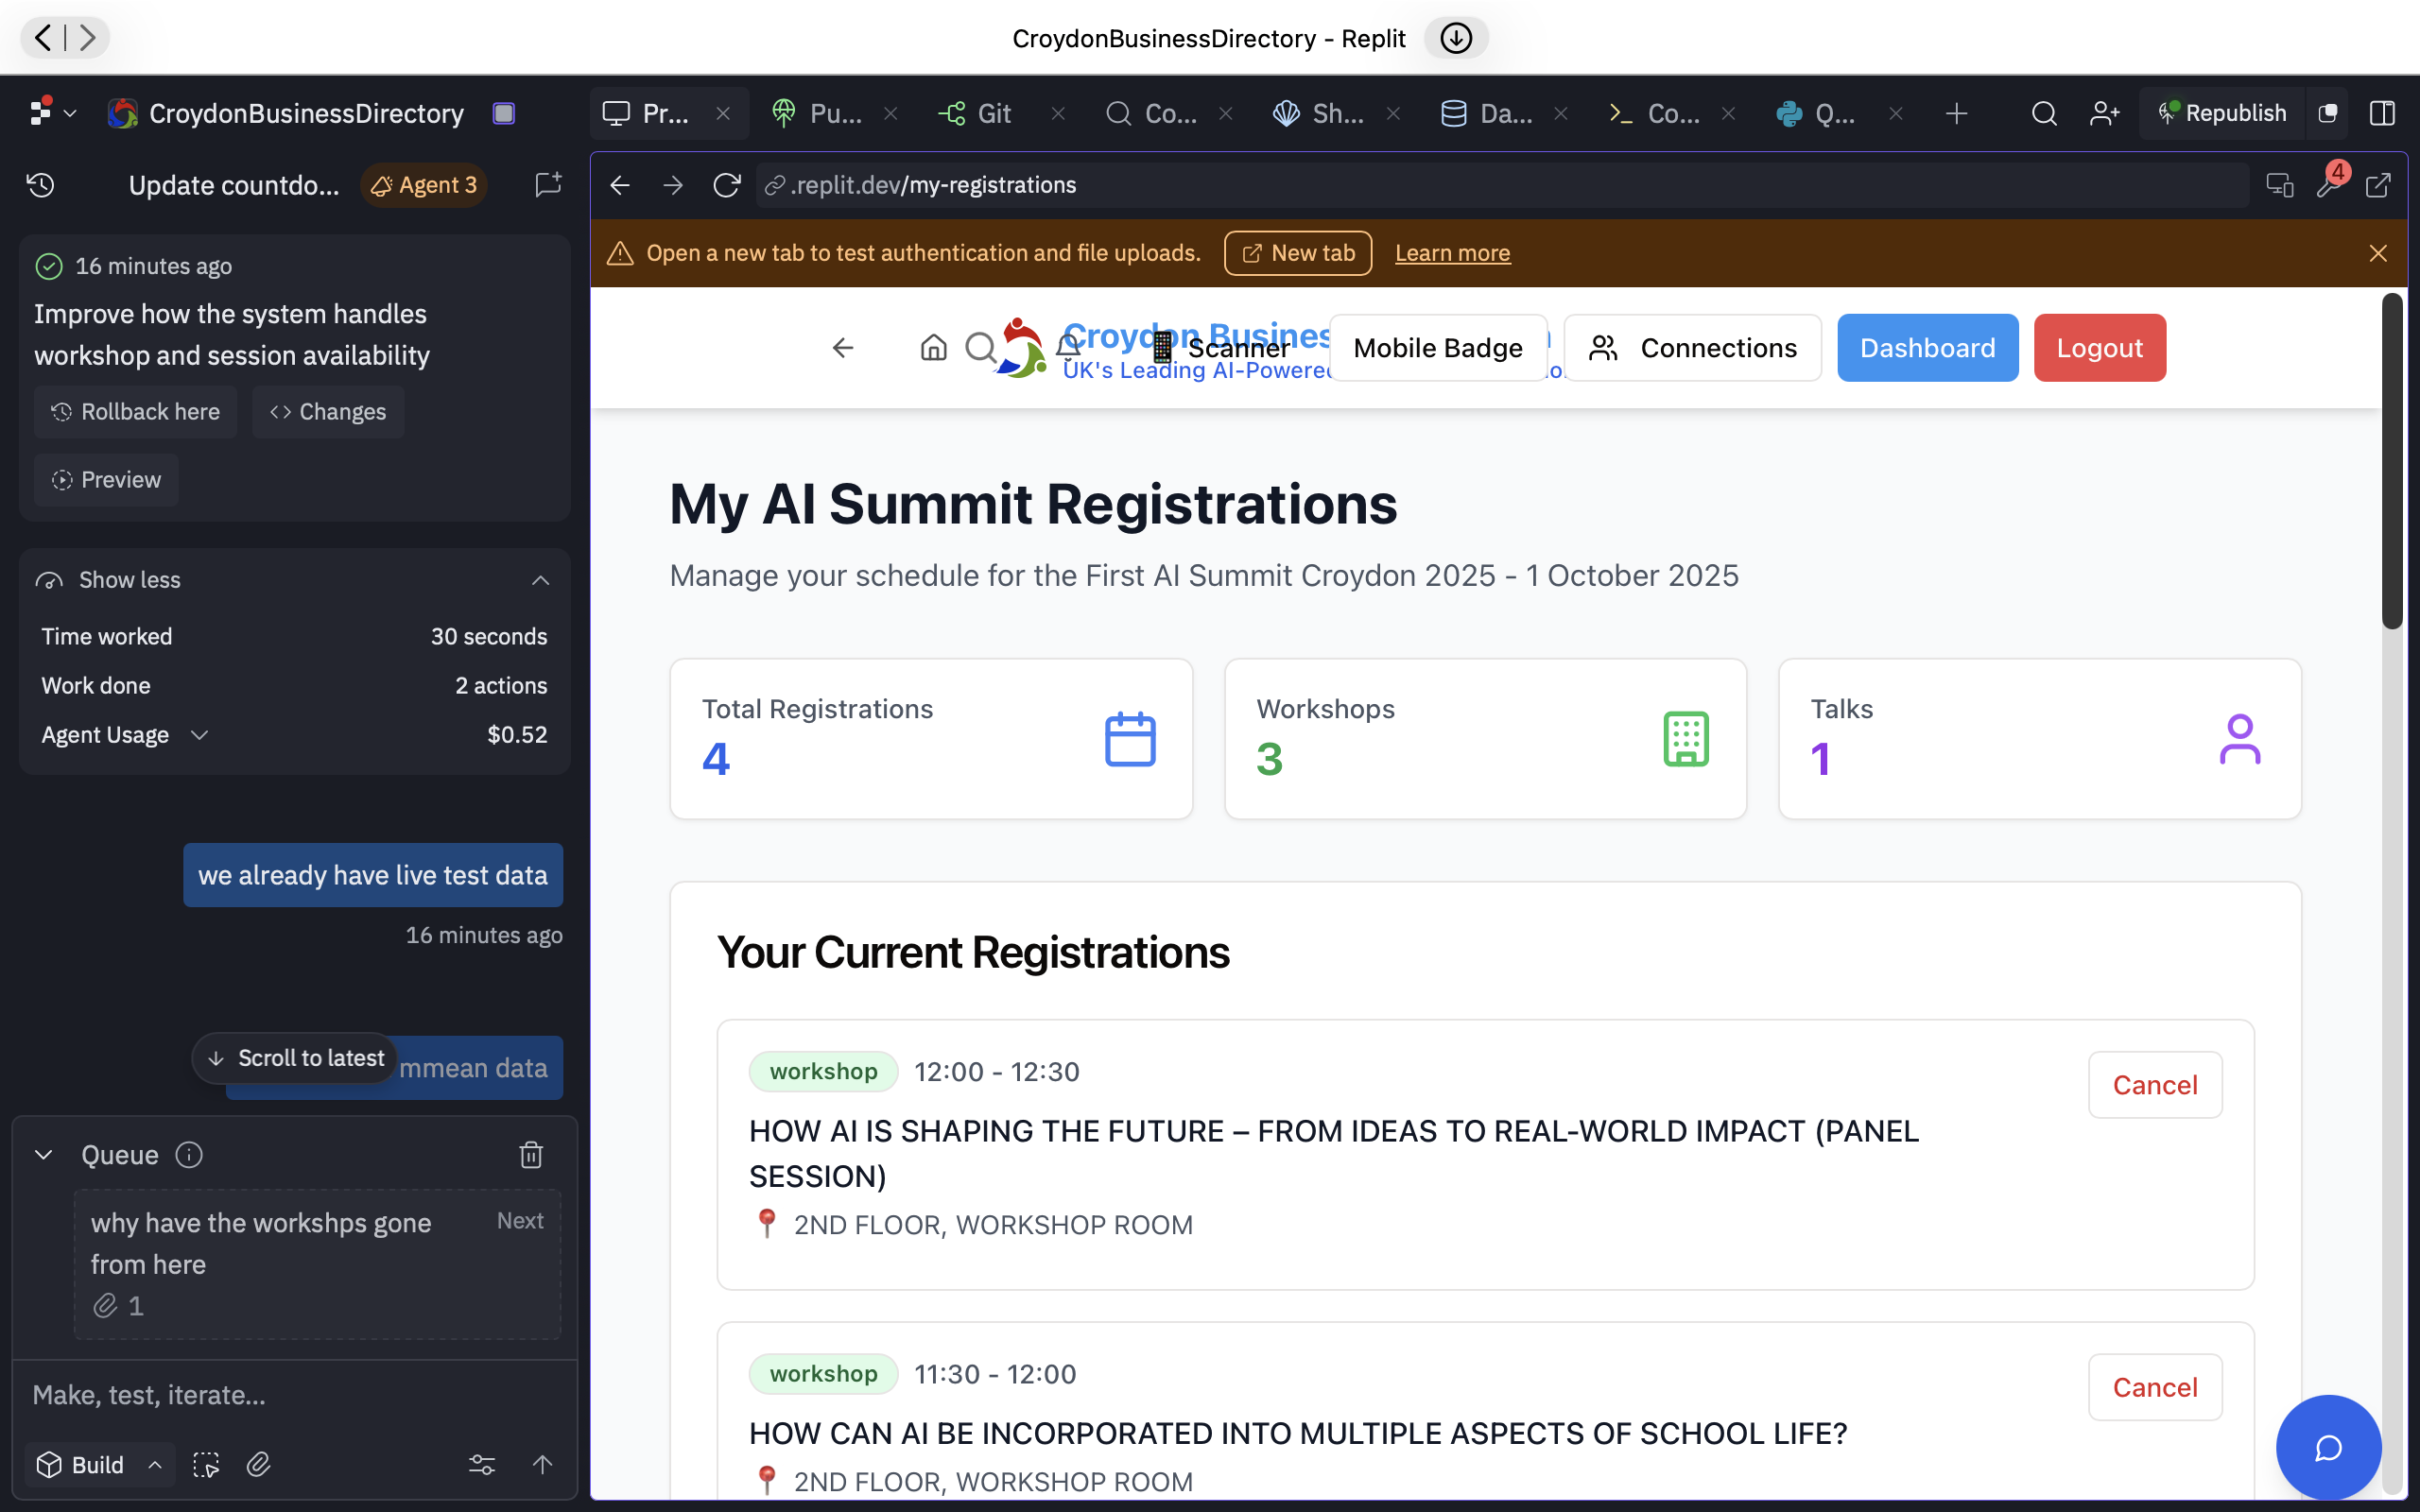 CroydonBusinessDirectory - Replit
CroydonBusinessDirectory
Pr...
Pu...
Git
Co...
Sh...
Da...
Co...
Q...
Republish
Update countdo...
Agent 3
.replit.dev/my-registrations
4
Open a new tab to test authentication and file uploads.
New tab
Learn more
16 minutes ago
Improve how the system handles
workshop and session availability
Rollback here
Changes
Preview
Show less
Time worked
30 seconds
Work done
2 actions
Agent Usage
$0.52
we already have live test data
16 minutes ago
Scroll to latest
mmean data
Queue
why have the workshps gone
from here
Next
1
Make, test, iterate...
Build
Croydon Busines
UK's Leading AI-Powere
Scanner
Mobile Badge
Connections
Dashboard
Logout
My AI Summit Registrations
Manage your schedule for the First AI Summit Croydon 2025 - 1 October 2025
Total Registrations
4
Workshops
3
Talks
1
Your Current Registrations
workshop
12:00 - 12:30
Cancel
HOW AI IS SHAPING THE FUTURE – FROM IDEAS TO REAL-WORLD IMPACT (PANEL
SESSION)
2ND FLOOR, WORKSHOP ROOM
workshop
11:30 - 12:00
Cancel
HOW CAN AI BE INCORPORATED INTO MULTIPLE ASPECTS OF SCHOOL LIFE?
2ND FLOOR, WORKSHOP ROOM